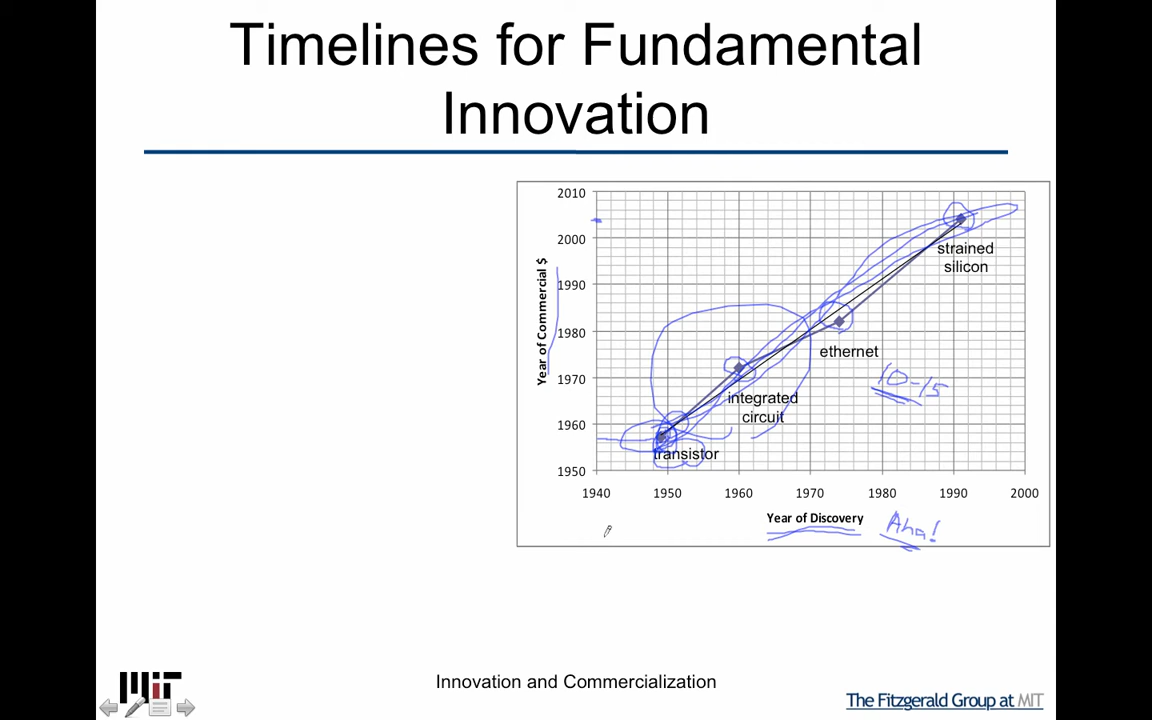 Timelines for Fundamental
Innovation
2010
2000
1990
1980
1970
1960
1950
Year of Commercial $
strained
silicon
ethernet
10-15
integrated
circuit
transistor
1940 1950 1960 1970 1980 1990 2000
Year of Discovery
Aha!
MIT
Innovation and Commercialization
The Fitzgerald Group at MIT